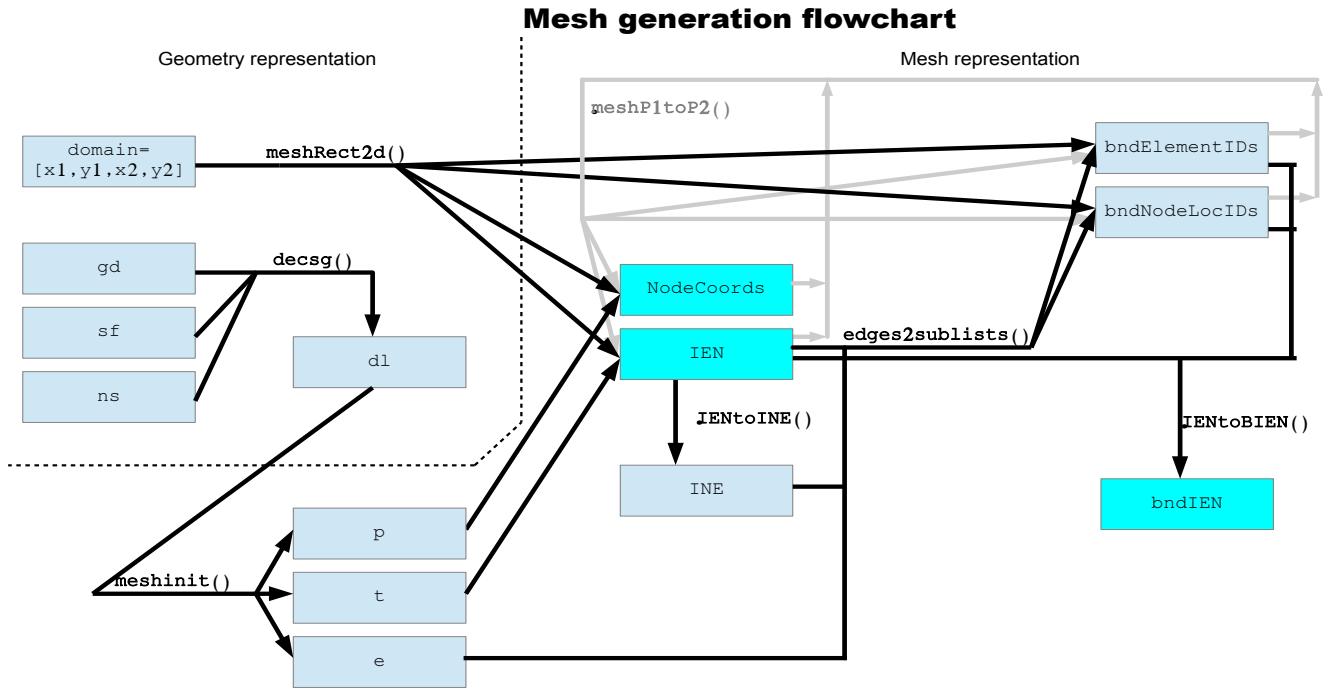 Mesh generation flowchart
Geometry representation
Mesh representation
.meshP1toP2()
domain=
[x1,y1,x2,y2]
meshRect2d()
bndElementIDs
bndNodeLocIDs
gd
decsg()
NodeCoords
sf
edges2sublists()
dl
IEN
ns
.IENtoINE()
.IENtoBIEN()
INE
bndIEN
p
meshinit()
t
e